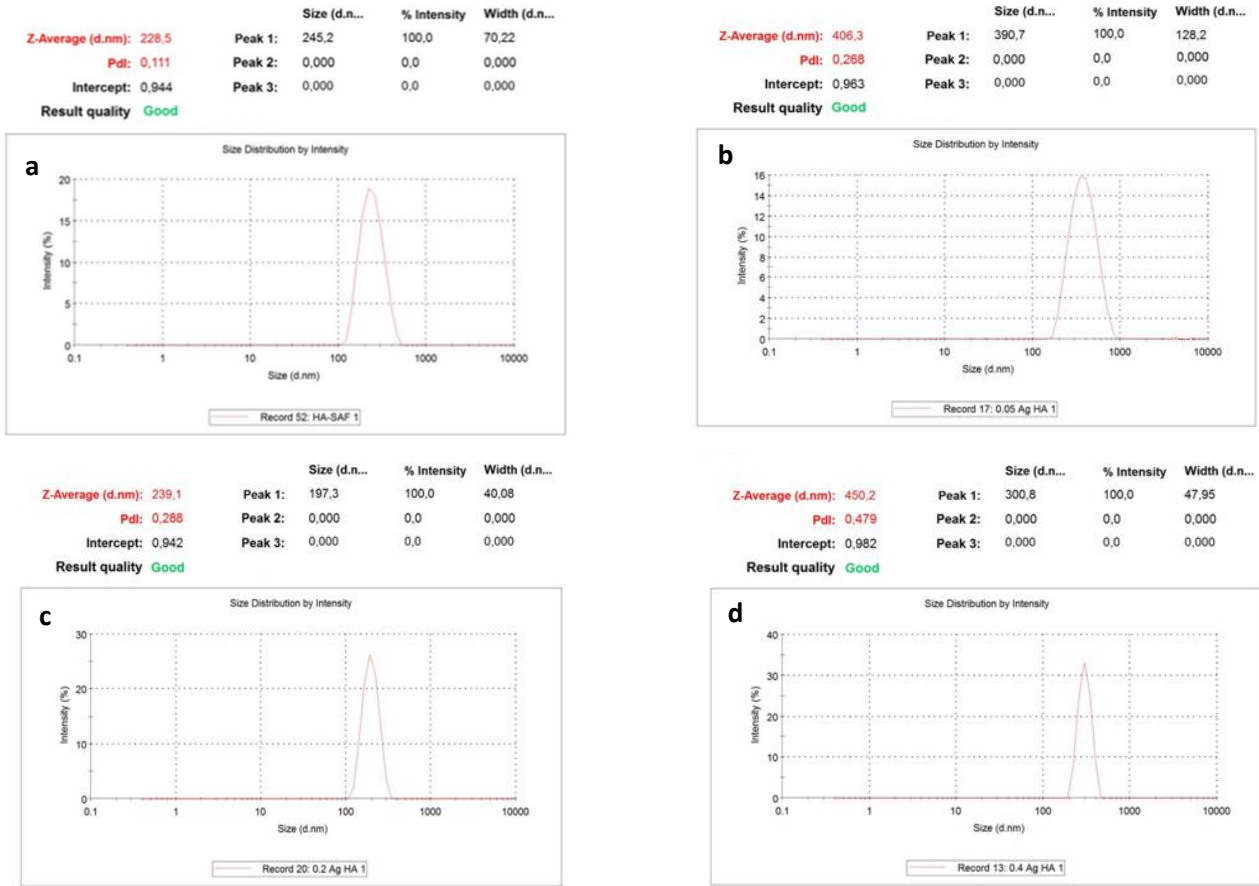 Size (d.n... % Intensity Width (d.n...
Z-Average (d.nm): 228,5 Peak 1: 245,2 100,0 70,22
PdI: 0,111 Peak 2: 0,000 0,0 0,000
Intercept: 0,944 Peak 3: 0,000 0,0 0,000
Result quality Good
a
Size Distribution by Intensity
20
15
10
5
0
Intensity (%)
0.1 1 10 100 1000 10000
Size (d.nm)
Record 52: HA-SAF 1
Size (d.n... % Intensity Width (d.n...
Z-Average (d.nm): 406,3 Peak 1: 390,7 100,0 128,2
PdI: 0,268 Peak 2: 0,000 0,0 0,000
Intercept: 0,963 Peak 3: 0,000 0,0 0,000
Result quality Good
b
Size Distribution by Intensity
16
14
12
10
8
6
4
2
0
Intensity (%)
0.1 1 10 100 1000 10000
Size (d.nm)
Record 17: 0.05 Ag HA 1
Size (d.n... % Intensity Width (d.n...
Z-Average (d.nm): 239,1 Peak 1: 197,3 100,0 40,08
PdI: 0,288 Peak 2: 0,000 0,0 0,000
Intercept: 0,942 Peak 3: 0,000 0,0 0,000
Result quality Good
c
Size Distribution by Intensity
30
20
10
0
Intensity (%)
0.1 1 10 100 1000 10000
Size (d.nm)
Record 20: 0.2 Ag HA 1
Size (d.n... % Intensity Width (d.n...
Z-Average (d.nm): 450,2 Peak 1: 300,8 100,0 47,95
PdI: 0,479 Peak 2: 0,000 0,0 0,000
Intercept: 0,982 Peak 3: 0,000 0,0 0,000
Result quality Good
d
Size Distribution by Intensity
40
30
20
10
0
Intensity (%)
0.1 1 10 100 1000 10000
Size (d.nm)
Record 13: 0.4 Ag HA 1